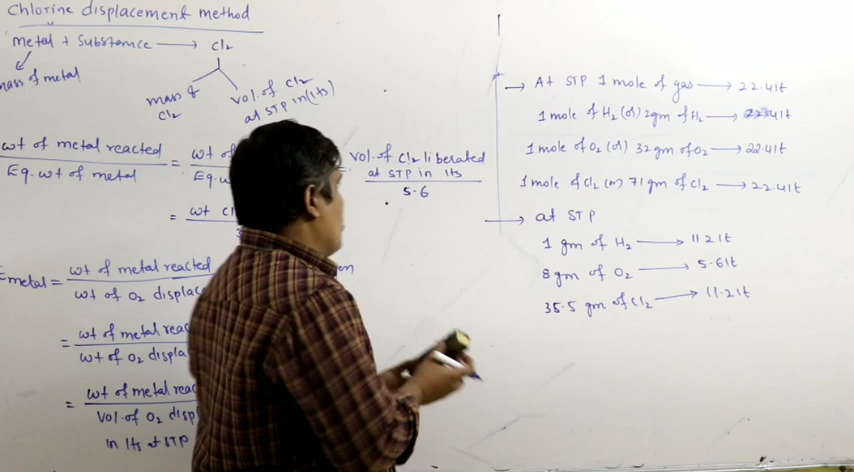 Chlorine displacement method
metal + Substance → Cl2
mass of metal
mass of Cl2
vol. of Cl2 at STP in (lts)
wt of metal reacted / Eq. wt of metal = wt of Eq. w
vol. of Cl2 liberated at STP in lts / 5.6
= wt Cl
E metal = wt of metal reacted / wt of O2 displac
= wt of metal reac / wt of O2 displa
= wt of metal reac / Vol. of O2 disp in lts at STP
→ At STP 1 mole of gas → 22.4 lt
1 mole of H2 (or) 2gm of H2 → 22.4 lt
1 mole of O2 (or) 32 gm of O2 → 22.4 lt
1 mole of Cl2 (or) 71 gm of Cl2 → 22.4 lt
→ at STP
1 gm of H2 → 11.2 lt
8 gm of O2 → 5.6 lt
35.5 gm of Cl2 → 11.2 lt